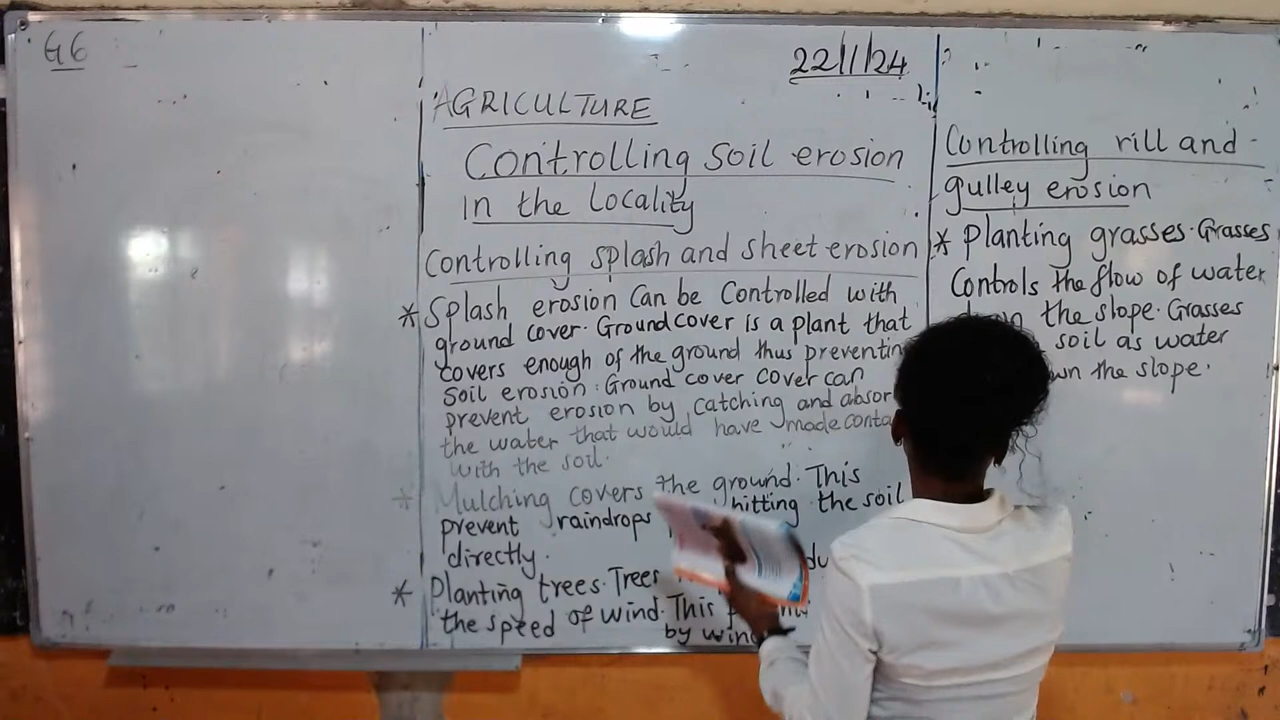 G6
22/1/24
AGRICULTURE
Controlling Soil erosion
in the Locality
Controlling splash and sheet erosion
* Splash erosion Can be Controlled with
ground cover. Ground cover is a plant that
covers enough of the ground thus preventin
soil erosion. Ground cover cover can
prevent erosion by catching and absor
the water that would have made conta
with the soil.
* Mulching covers the ground. This
prevent raindrops hitting the soil
directly.
* Planting trees. Trees
the speed of wind. This
by win
Controlling rill and
gulley erosion
* Planting grasses. Grasses
Controls the flow of water
the slope. Grasses
soil as water
the slope.